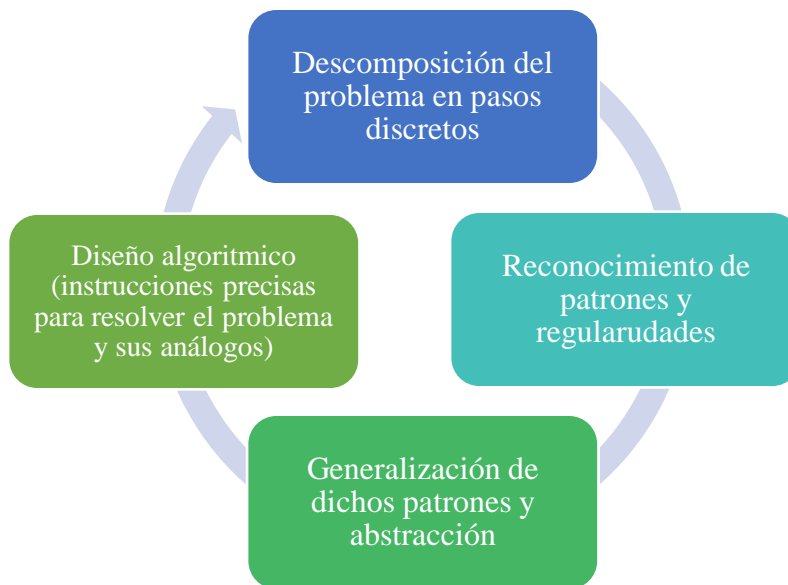 Descomposición del
problema en pasos
discretos
Reconocimiento de
patrones y
regularudades
Generalización de
dichos patrones y
abstracción
Diseño algoritmico
(instrucciones precisas
para resolver el problema
y sus análogos)